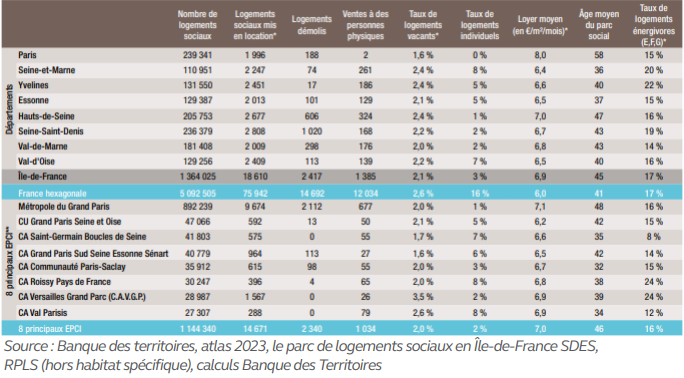 Nombre de logements sociaux Logements sociaux mis en location* Logements démolis Ventes à des personnes physiques Taux de logements vacants* Taux de logements individuels Loyer moyen (en €/m²/mois)* Âge moyen du parc social Taux de logements énergivores (E,F,G)*
Départements
Paris 239 341 1 996 188 2 1,6 % 0 % 8,0 58 15 %
Seine-et-Marne 110 951 2 247 74 261 2,4 % 8 % 6,4 36 20 %
Yvelines 131 550 2 451 17 186 2,4 % 5 % 6,6 40 22 %
Essonne 129 387 2 013 101 129 2,1 % 5 % 6,5 37 15 %
Hauts-de-Seine 205 753 2 677 606 324 2,4 % 1 % 7,0 47 16 %
Seine-Saint-Denis 236 379 2 808 1 020 168 2,2 % 2 % 6,7 43 19 %
Val-de-Marne 181 408 2 009 298 176 2,2 % 2 % 6,8 43 14 %
Val-d'Oise 129 256 2 409 113 139 2,2 % 7 % 6,5 40 16 %
Île-de-France 1 364 025 18 610 2 417 1 385 2,1 % 3 % 6,9 45 17 %
France hexagonale 5 092 505 75 942 14 692 12 034 2,6 % 16 % 6,0 41 17 %
8 principaux EPCI**
Métropole du Grand Paris 892 239 9 674 2 112 677 2,0 % 1 % 7,1 48 16 %
CU Grand Paris Seine et Oise 47 066 592 13 50 2,1 % 5 % 6,2 42 15 %
CA Saint-Germain Boucles de Seine 41 803 575 0 55 1,7 % 7 % 6,6 35 8 %
CA Grand Paris Sud Seine Essonne Sénart 40 779 964 113 27 1,6 % 6 % 6,5 42 14 %
CA Communauté Paris-Saclay 35 912 615 98 55 2,0 % 3 % 6,7 32 15 %
CA Roissy Pays de France 30 247 396 4 65 2,0 % 8 % 6,8 38 24 %
CA Versailles Grand Parc (C.A.V.G.P.) 28 987 1 567 0 26 3,5 % 2 % 6,9 39 24 %
CA Val Parisis 27 307 288 0 79 2,6 % 8 % 6,9 34 12 %
8 principaux EPCI 1 144 340 14 671 2 340 1 034 2,0 % 2 % 7,0 46 16 %
Source : Banque des territoires, atlas 2023, le parc de logements sociaux en Île-de-France SDES,
RPLS (hors habitat spécifique), calculs Banque des Territoires